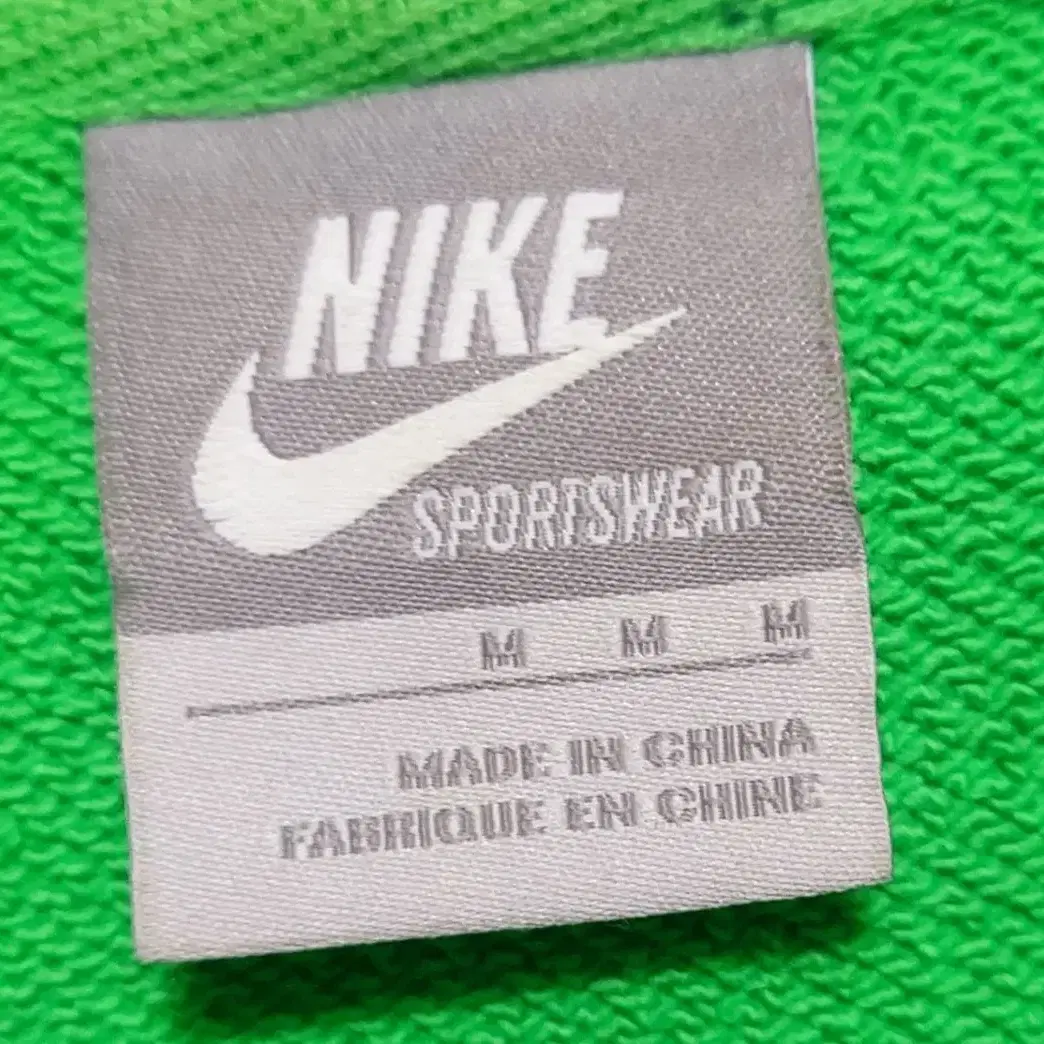 NIKE
SPORTSWEAR
M M M
MADE IN CHINA
FABRIQUE EN CHINE